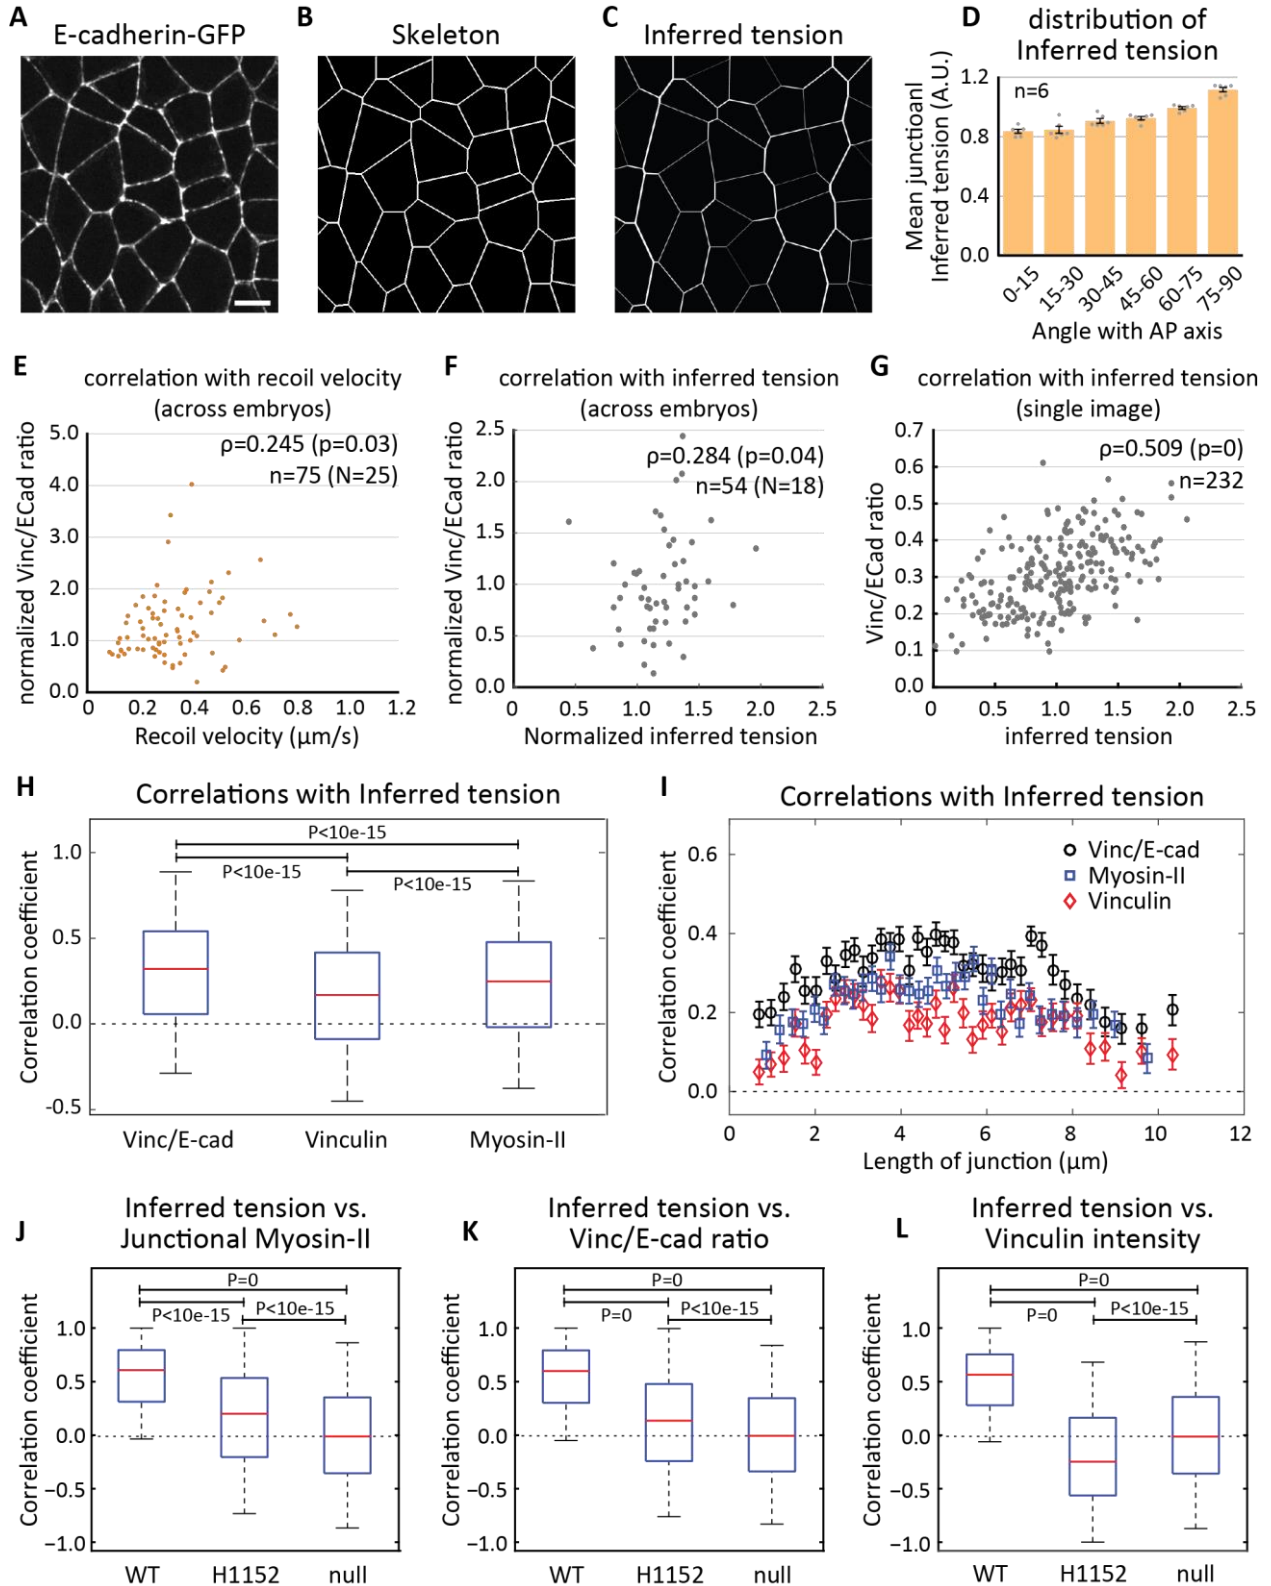 A
E-cadherin-GFP
B
Skeleton
C
Inferred tension
D
distribution of
Inferred tension
Mean junctioanl
Inferred tension (A.U.)
1.2
0.8
0.4
0.0
n=6
0-15
15-30
30-45
45-60
60-75
75-90
Angle with AP axis
E
correlation with recoil velocity
(across embryos)
normalized Vinc/ECad ratio
5.0
4.0
3.0
2.0
1.0
0.0
ρ=0.245 (p=0.03)
n=75 (N=25)
0 0.2 0.4 0.6 0.8 1.0 1.2
Recoil velocity (μm/s)
F
correlation with inferred tension
(across embryos)
normalized Vinc/ECad ratio
2.5
2.0
1.5
1.0
0.5
0.0
ρ=0.284 (p=0.04)
n=54 (N=18)
0 0.5 1.0 1.5 2.0 2.5
Normalized inferred tension
G
correlation with inferred tension
(single image)
Vinc/ECad ratio
0.7
0.6
0.5
0.4
0.3
0.2
0.1
0.0
ρ=0.509 (p=0)
n=232
0 0.5 1.0 1.5 2.0 2.5
inferred tension
H
Correlations with Inferred tension
Correlation coefficient
1.0
0.5
0.0
-0.5
P<10e-15
P<10e-15
P<10e-15
Vinc/E-cad Vinculin Myosin-II
I
Correlations with Inferred tension
Correlation coefficient
0.6
0.4
0.2
0.0
Vinc/E-cad
Myosin-II
Vinculin
0 2 4 6 8 10 12
Length of junction (μm)
J
Inferred tension vs.
Junctional Myosin-II
Correlation coefficient
1.0
0.5
0.0
−0.5
−1.0
P=0
P<10e-15 P<10e-15
WT H1152 null
K
Inferred tension vs.
Vinc/E-cad ratio
Correlation coefficient
1.0
0.5
0.0
−0.5
−1.0
P=0
P=0 P<10e-15
WT H1152 null
L
Inferred tension vs.
Vinculin intensity
Correlation coefficient
1.0
0.5
0.0
−0.5
−1.0
P=0
P=0 P<10e-15
WT H1152 null